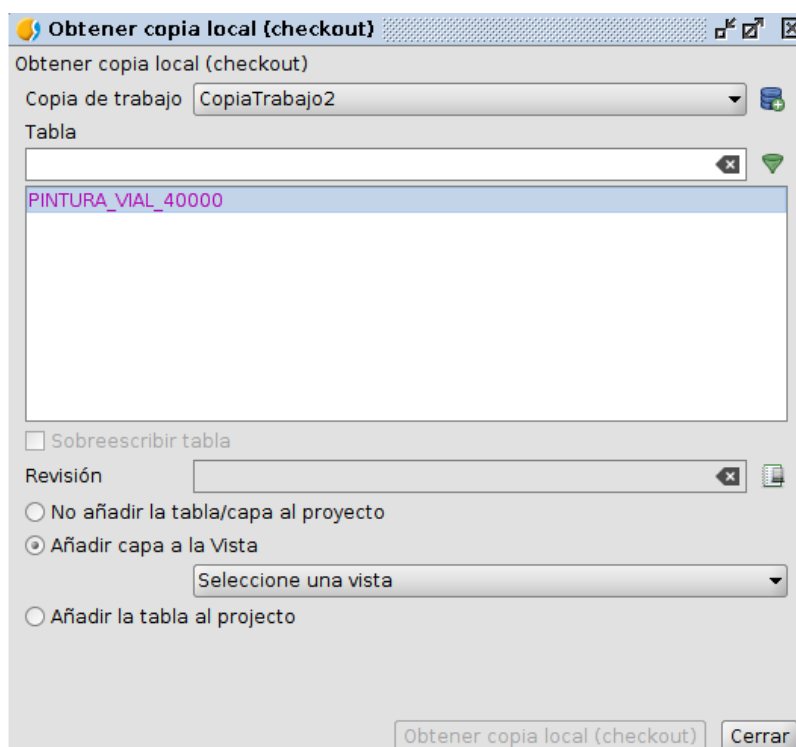 Obtener copia local (checkout)
Obtener copia local (checkout)
Copia de trabajo CopiaTrabajo2
Tabla
PINTURA_VIAL_40000
Sobreescribir tabla
Revisión
No añadir la tabla/capa al proyecto
Añadir capa a la Vista
Seleccione una vista
Añadir la tabla al projecto
Obtener copia local (checkout) Cerrar